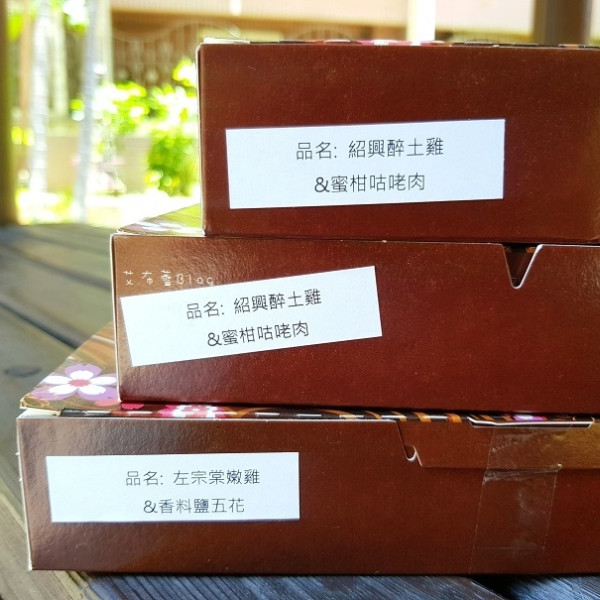 品名: 紹興醉土雞
&蜜柑咕咾肉
艾布薈Blog
品名: 紹興醉土雞
&蜜柑咕咾肉
品名: 左宗棠嫩雞
&香料鹽五花